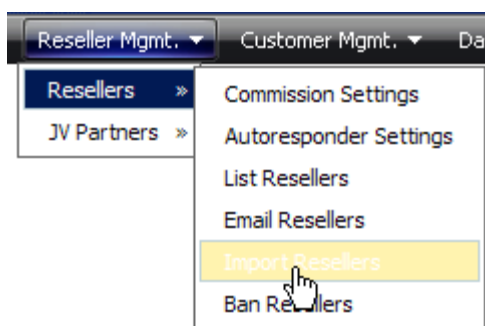 Reseller Mgmt. ▼ Customer Mgmt. ▼ Da
Resellers »
JV Partners »
Commission Settings
Autoresponder Settings
List Resellers
Email Resellers
Import Resellers
Ban Resellers